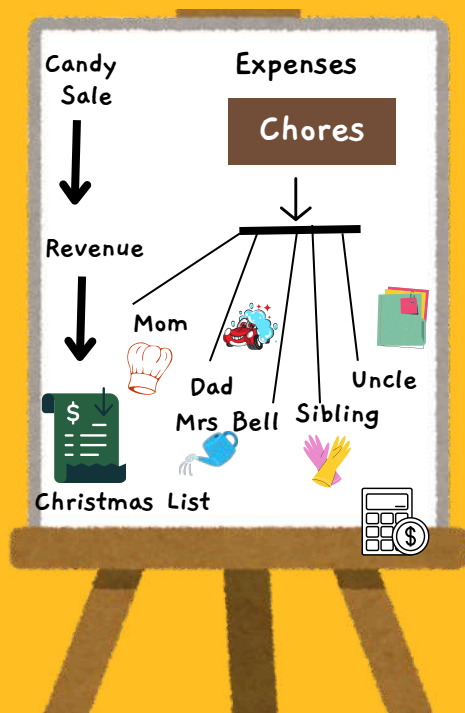 Candy
Sale
Revenue
$
Christmas List
Expenses
Chores
Mom
Dad
Mrs Bell
Sibling
Uncle
$